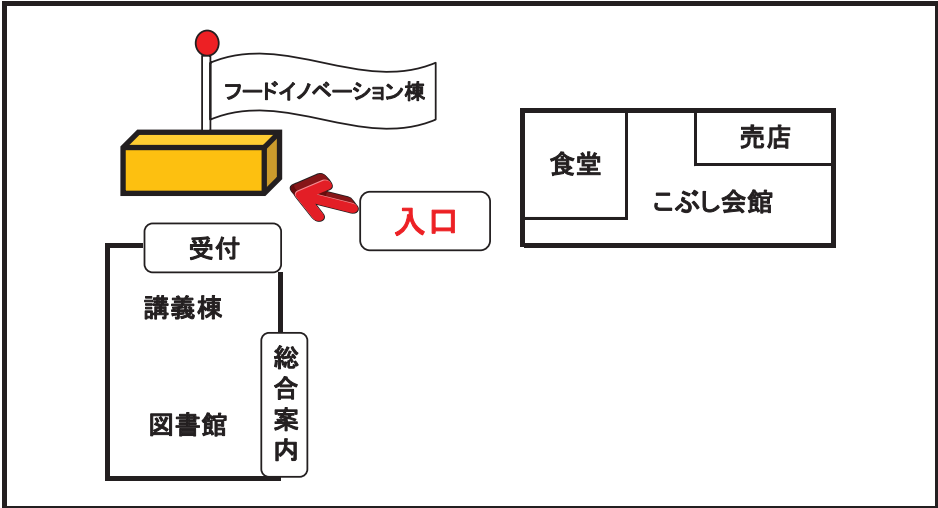 フードイノベーション棟
食堂
売店
こぶし会館
入口
受付
講義棟
図書館
総合案内